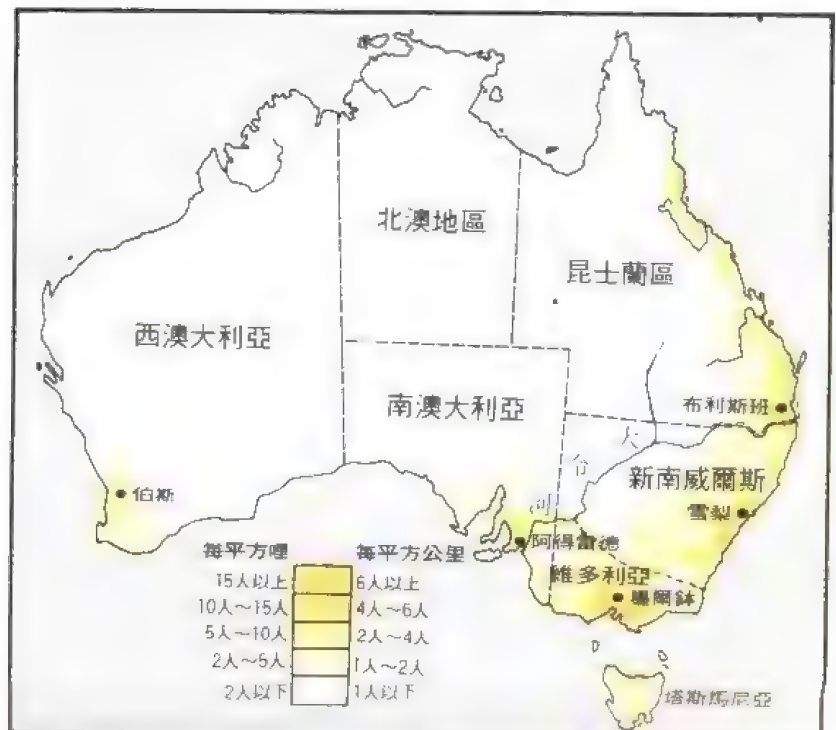 北澳地區
昆士蘭區
西澳大利亞
南澳大利亞
布利斯班
大
台
河
新南威爾斯
伯斯
雪梨
阿得雷德
維多利亞
墨爾鉢
塔斯馬尼亞
每平方哩 每平方公里
15人以上 6人以上
10人～15人 4人～6人
5人～10人 2人～4人
2人～5人 1人～2人
2人以下 1人以下